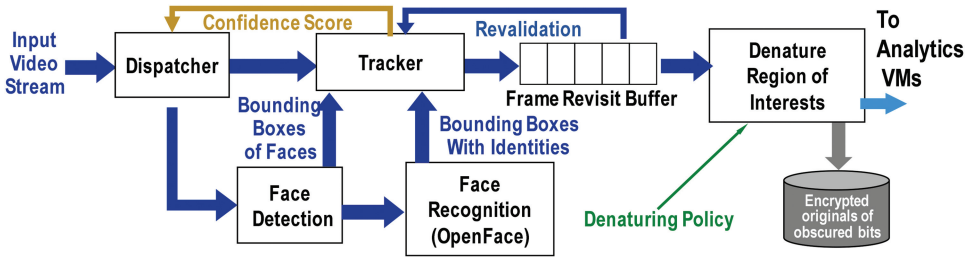 Input
Video
Stream
Dispatcher
Confidence Score
Tracker
Revalidation
Frame Revisit Buffer
Denature
Region of
Interests
To
Analytics
VMs
Bounding
Boxes
of Faces
Bounding Boxes
With Identities
Face
Detection
Face
Recognition
(OpenFace)
Denaturing Policy
Encrypted
originals of
obscured bits